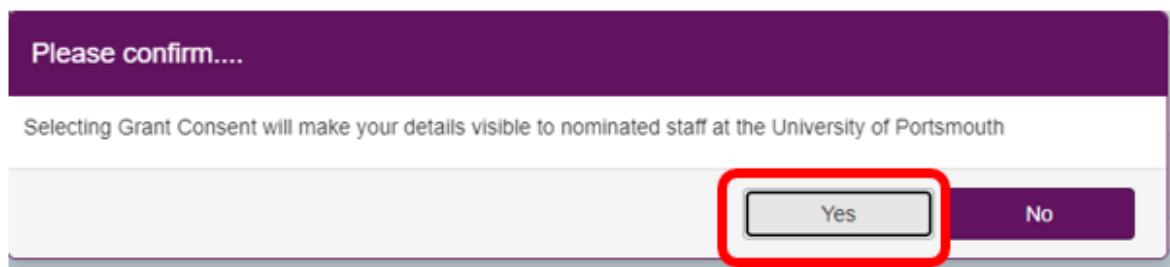 Please confirm....
Selecting Grant Consent will make your details visible to nominated staff at the University of Portsmouth
Yes No